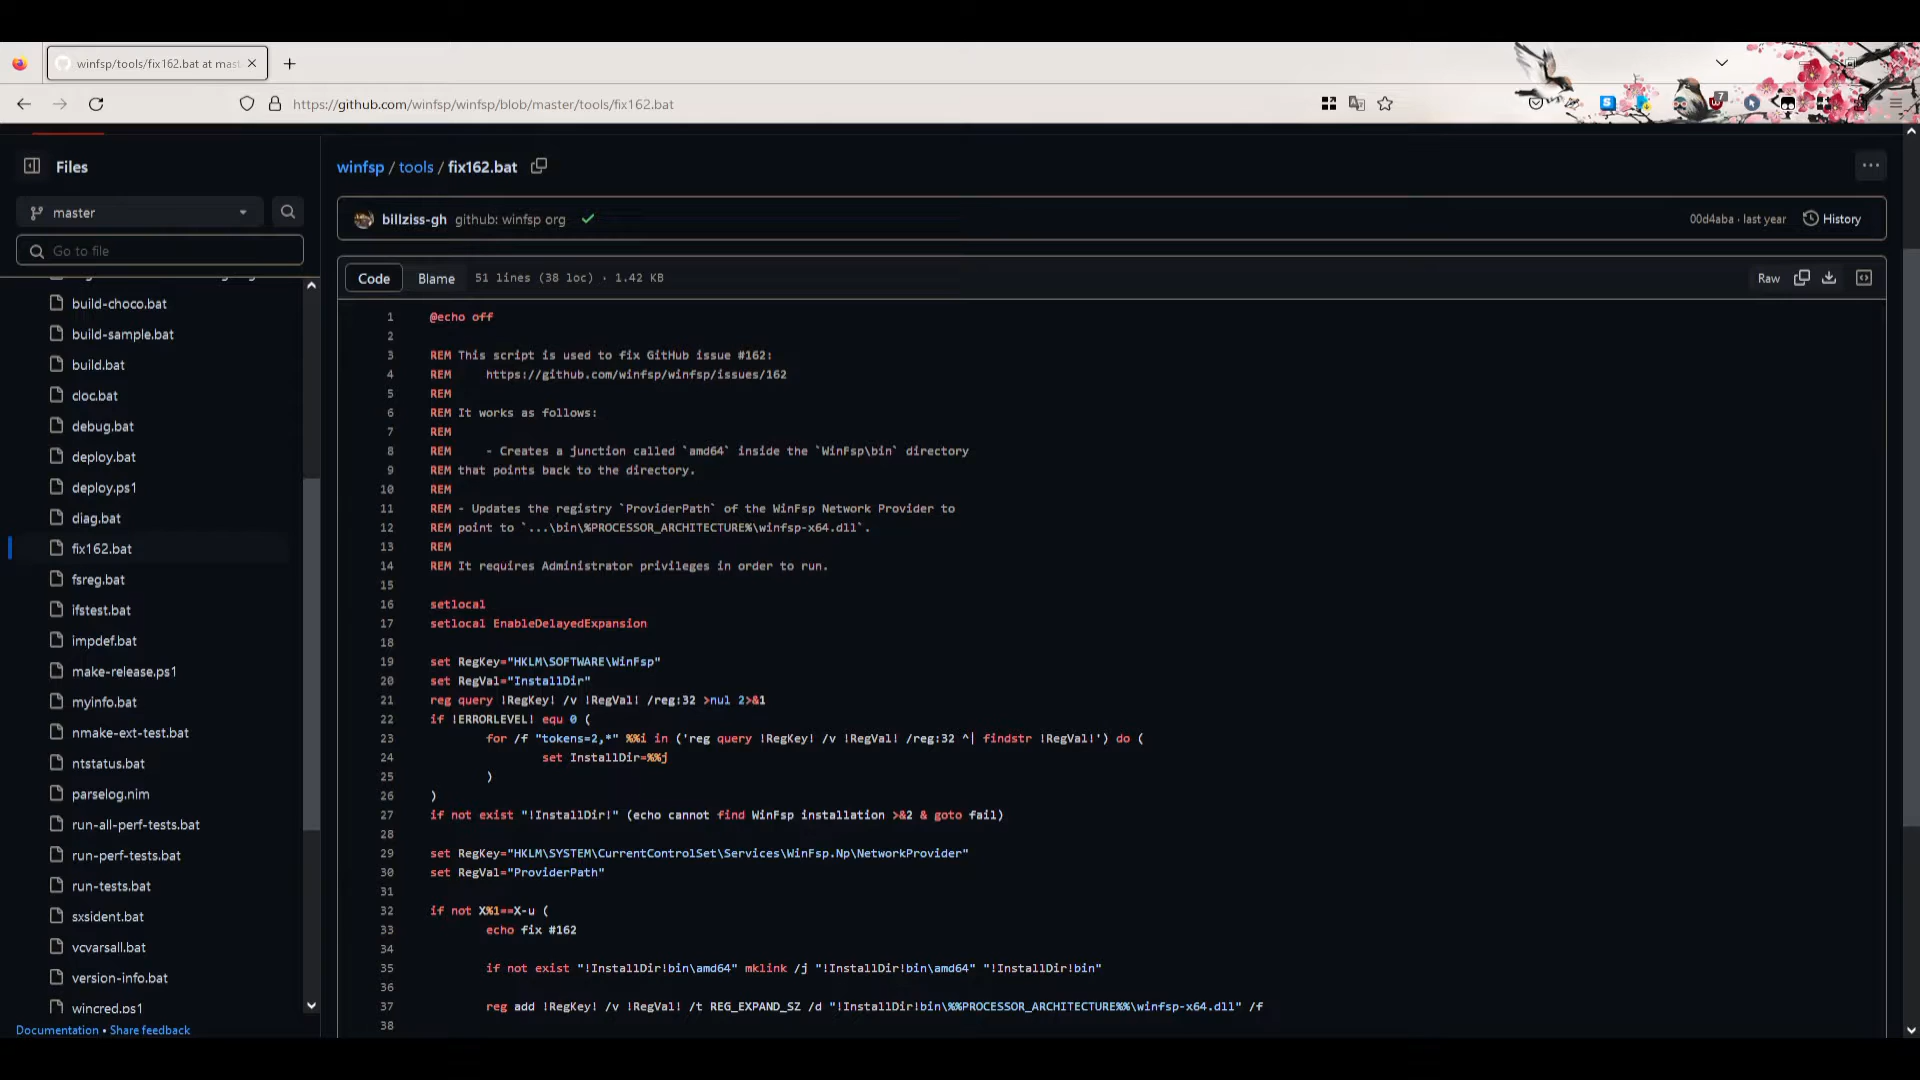 winfsp/tools/fix162.bat at mast
https://github.com/winfsp/winfsp/blob/master/tools/fix162.bat
7
Files
master
Go to file
build-choco.bat
build-sample.bat
build.bat
cloc.bat
debug.bat
deploy.bat
deploy.ps1
diag.bat
fix162.bat
fsreg.bat
ifstest.bat
impdef.bat
make-release.ps1
myinfo.bat
nmake-ext-test.bat
ntstatus.bat
parselog.nim
run-all-perf-tests.bat
run-perf-tests.bat
run-tests.bat
sxsident.bat
vcvarsall.bat
version-info.bat
wincred.ps1
Documentation • Share feedback
winfsp / tools / fix162.bat
billziss-gh github: winfsp org
00d4aba · last year History
Code Blame 51 lines (38 loc) · 1.42 KB
Raw
1 @echo off
2
3 REM This script is used to fix GitHub issue #162:
4 REM     https://github.com/winfsp/winfsp/issues/162
5 REM
6 REM It works as follows:
7 REM
8 REM     - Creates a junction called `amd64` inside the `WinFsp\bin` directory
9 REM that points back to the directory.
10 REM
11 REM - Updates the registry `ProviderPath` of the WinFsp Network Provider to
12 REM point to `...\bin\%PROCESSOR_ARCHITECTURE%\winfsp-x64.dll`.
13 REM
14 REM It requires Administrator privileges in order to run.
15
16 setlocal
17 setlocal EnableDelayedExpansion
18
19 set RegKey="HKLM\SOFTWARE\WinFsp"
20 set RegVal="InstallDir"
21 reg query !RegKey! /v !RegVal! /reg:32 >nul 2>&1
22 if !ERRORLEVEL! equ 0 (
23         for /f "tokens=2,*" %%i in ('reg query !RegKey! /v !RegVal! /reg:32 ^| findstr !RegVal!') do (
24                 set InstallDir=%%j
25         )
26 )
27 if not exist "!InstallDir!" (echo cannot find WinFsp installation >&2 & goto fail)
28
29 set RegKey="HKLM\SYSTEM\CurrentControlSet\Services\WinFsp.Np\NetworkProvider"
30 set RegVal="ProviderPath"
31
32 if not X%1==X-u (
33         echo fix #162
34
35         if not exist "!InstallDir!bin\amd64" mklink /j "!InstallDir!bin\amd64" "!InstallDir!bin"
36
37         reg add !RegKey! /v !RegVal! /t REG_EXPAND_SZ /d "!InstallDir!bin\%%PROCESSOR_ARCHITECTURE%%\winfsp-x64.dll" /f
38